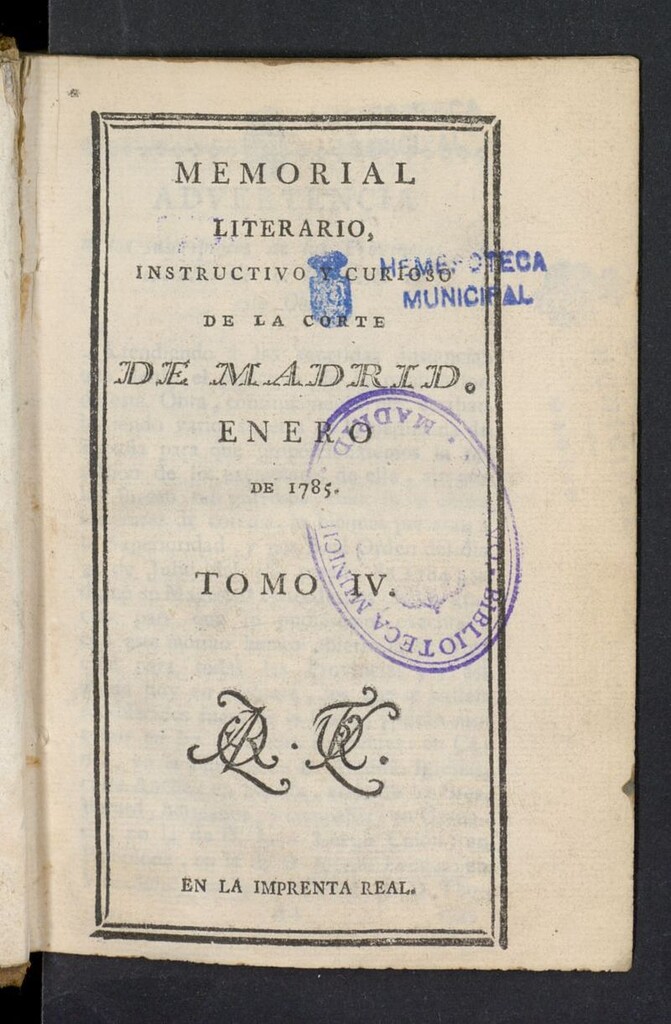 MEMORIAL
LITERARIO,
INSTRUCTIVO Y CURIOSO
DE LA CORTE
DE MADRID.
ENERO
DE 1785.
TOMO IV.
EN LA IMPRENTA REAL.
HEMEROTECA
MUNICIPAL
BIBLIOTECA MUNICI
· MADRID ·